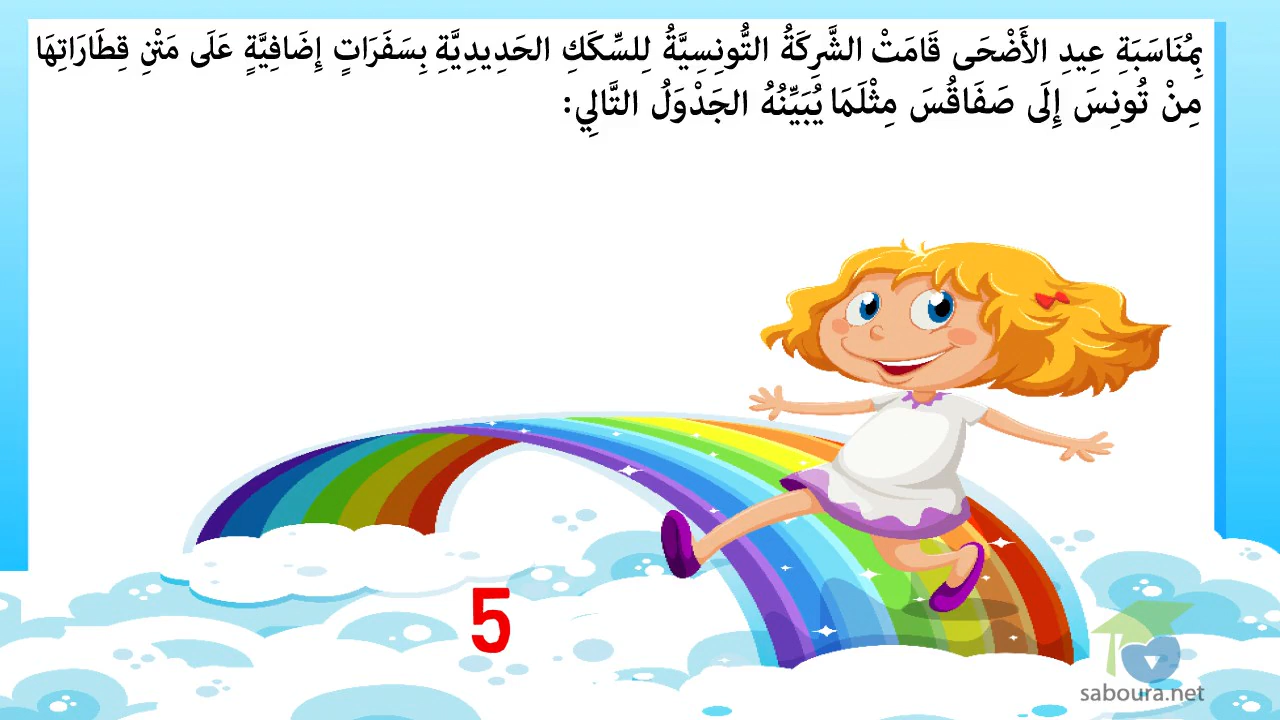 بِمُنَاسَبَةِ عِيدِ الأَضْحَى قَامَتْ الشَّرِكَةُ التُّونِسِيَّةُ لِلسِّكَكِ الحَدِيدِيَّةِ بِسَفَرَاتٍ إِضَافِيَّةٍ عَلَى مَتْنِ قِطَارَاتِهَا
مِنْ تُونِسَ إِلَى صَفَاقُسَ مِثْلَمَا يُبَيِّنُهُ الجَدْوَلُ التَّالِي:
5
saboura.net